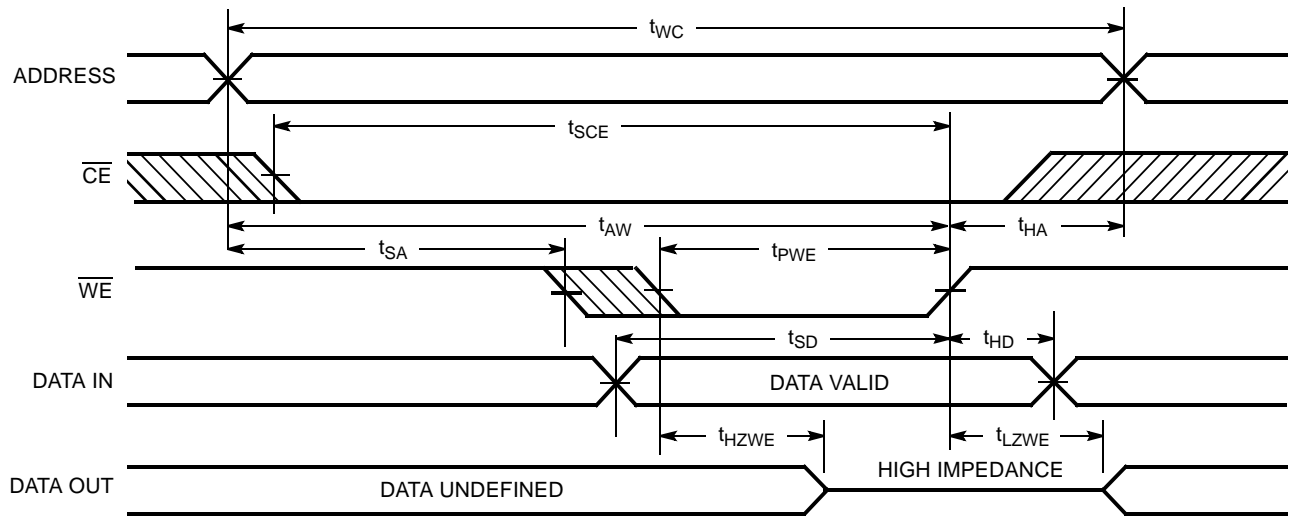 tWC
ADDRESS
tSCE
CE
tAW
tHA
tSA
tPWE
WE
tSD
tHD
DATA IN
DATA VALID
tHZWE
tLZWE
HIGH IMPEDANCE
DATA OUT
DATA UNDEFINED